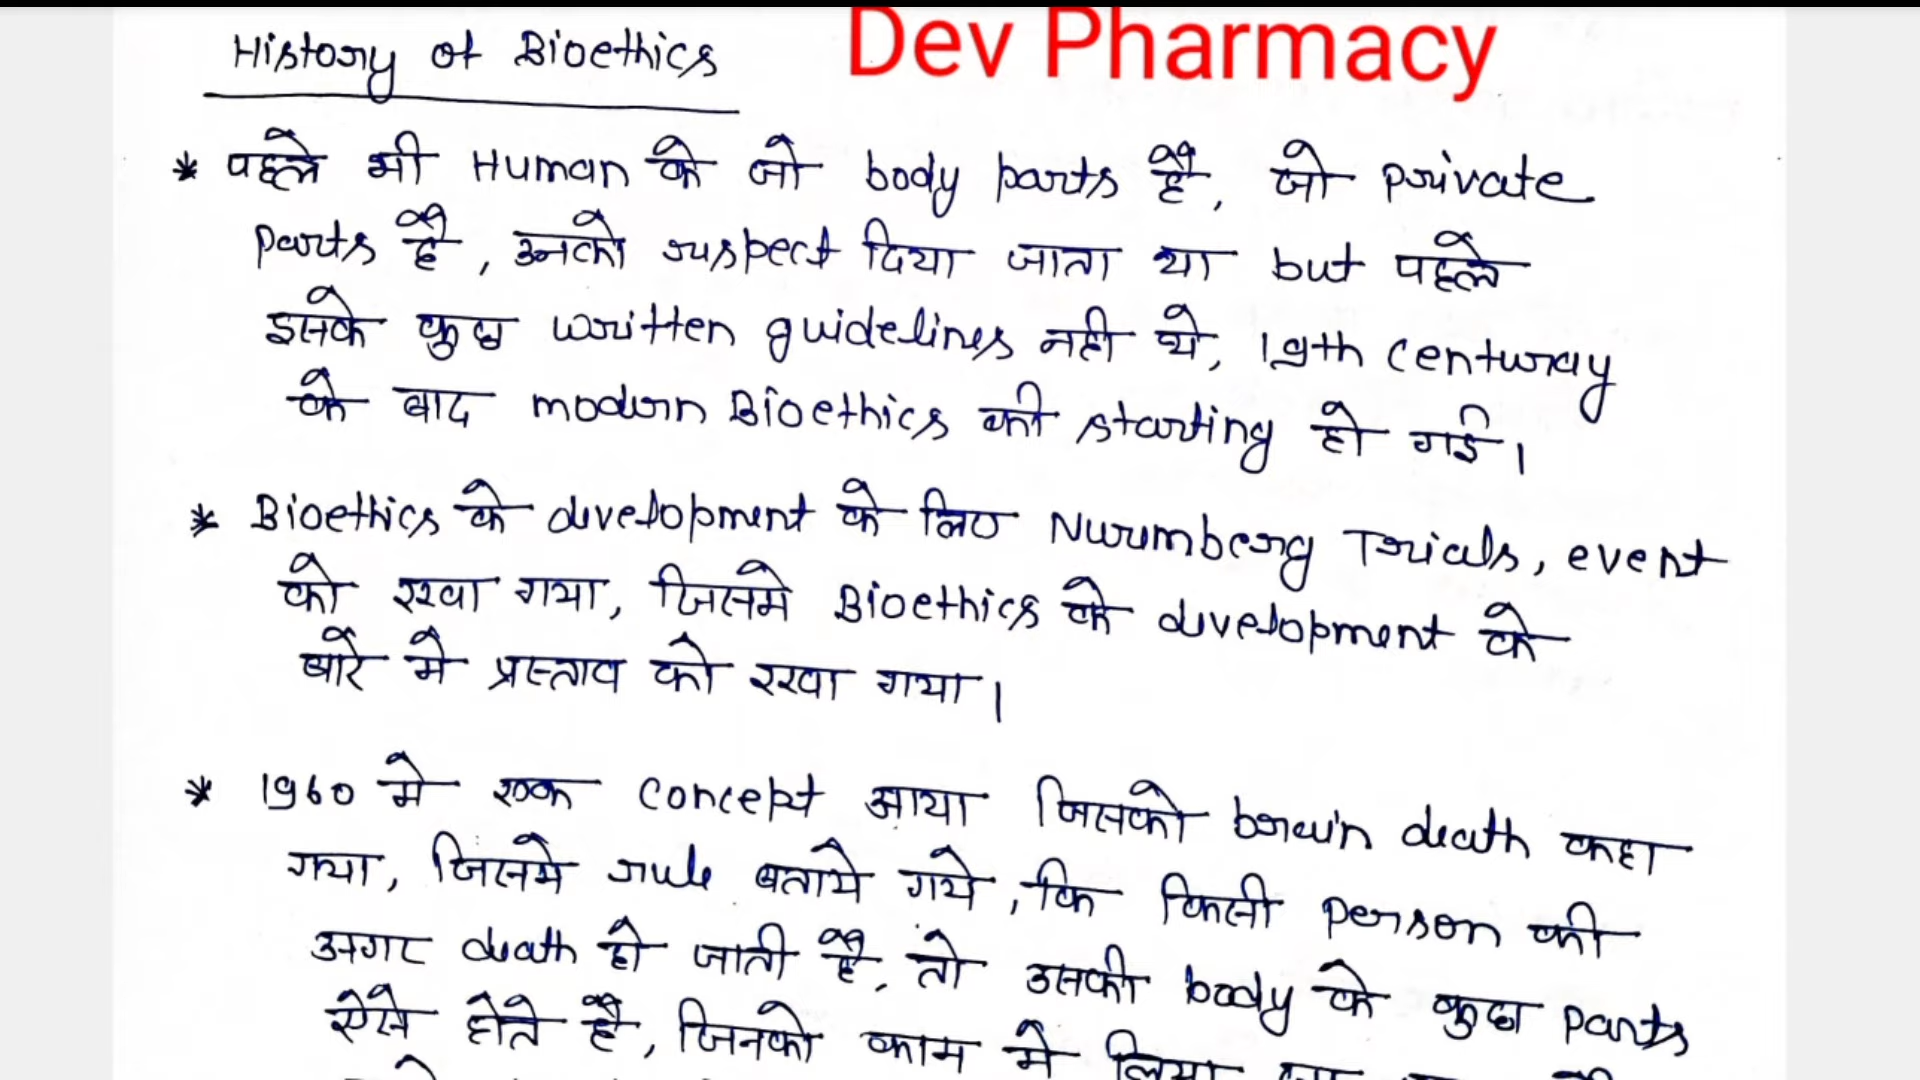 History of Bioethics
Dev Pharmacy
* पहले भी Human के जो body parts है, जो private
parts है, उनको respect दिया जाता था but पहले
इसके कुछ written guidelines नही थे, 19th centuray
के बाद modern Bioethics की starting हो गई।
* Bioethics के development के लिए Nuremberg Trials, event
को रखा गया, जिसमे Bioethics के development के
बारे मे प्रस्ताव को रखा गया।
* 1960 मे एक concept आया जिसको brain death कहा
गया, जिसमे rule बताये गये, कि किसी person की
अगर death हो जाती है, तो उसकी body के कुछ parts
ऐसे होते है, जिनको काम मे लिया